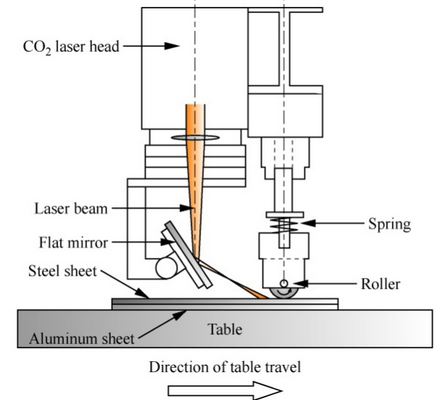 CO₂ laser head
Laser beam
Flat mirror
Spring
Steel sheet
Roller
Aluminum sheet
Table
Direction of table travel